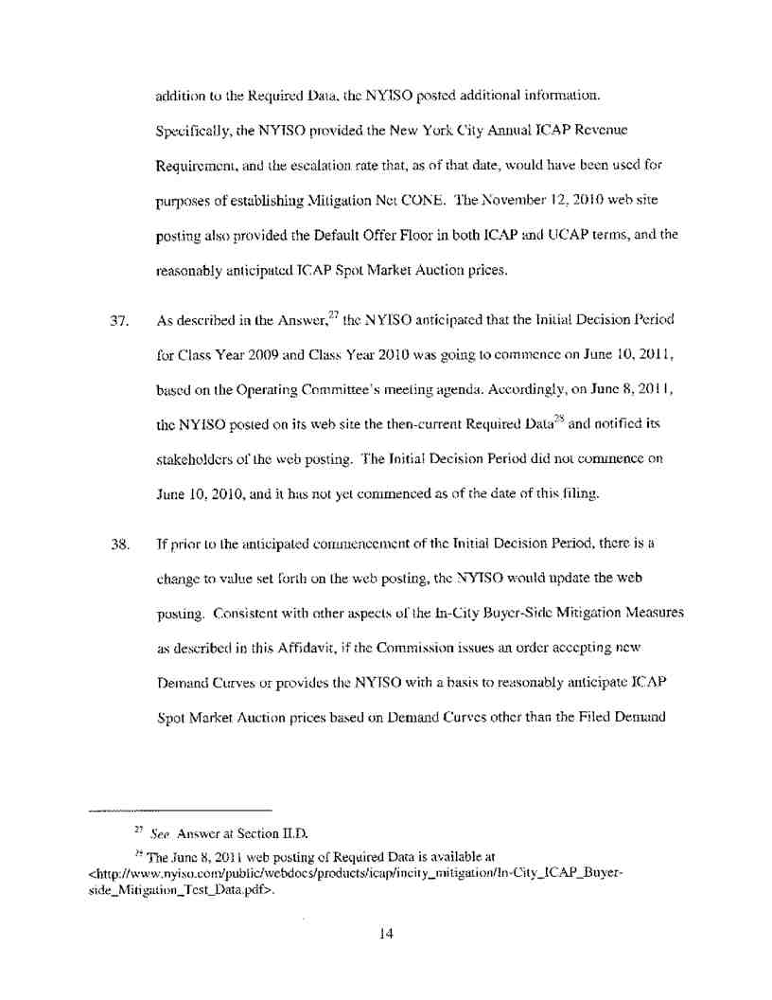 addition to the Required Data, the NYISO posted additional information.
Specifically, the NYISO provided the New York City Annual ICAP Revenue
Requirement, and the escalation rate that, as of that date, would have been used for
purposes of establishing Mitigation Net CONE. The November 12, 2010 web site
posting also provided the Default Offer Floor in both ICAP and UCAP terms, and the
reasonably anticipated ICAP Spot Market Auction prices.
37. As described in the Answer,27 the NYISO anticipated that the Initial Decision Period
for Class Year 2009 and Class Year 2010 was going to commence on June 10, 2011,
based on the Operating Committee's meeting agenda. Accordingly, on June 8, 2011,
the NYISO posted on its web site the then-current Required Data28 and notified its
stakeholders of the web posting. The Initial Decision Period did not commence on
June 10, 2010, and it has not yet commenced as of the date of this filing.
38. If prior to the anticipated commencement of the Initial Decision Period, there is a
change to value set forth on the web posting, the NYISO would update the web
posting. Consistent with other aspects of the In-City Buyer-Side Mitigation Measures
as described in this Affidavit, if the Commission issues an order accepting new
Demand Curves or provides the NYISO with a basis to reasonably anticipate ICAP
Spot Market Auction prices based on Demand Curves other than the Filed Demand
27 See Answer at Section II.D.
28 The June 8, 2011 web posting of Required Data is available at
<http://www.nyiso.com/public/webdocs/products/icap/incity_mitigation/In-City_ICAP_Buyer-
side_Mitigation_Test_Data.pdf>.
14